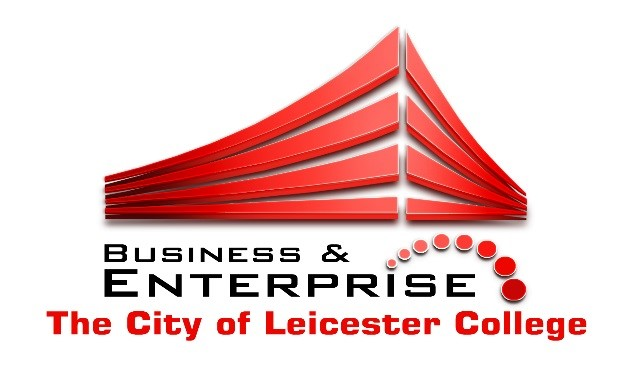 BUSINESS &
ENTERPRISE
The City of Leicester College